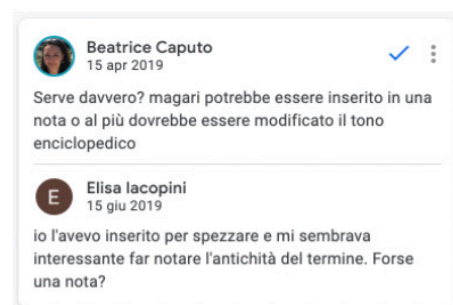 Beatrice Caputo
15 apr 2019
Serve davvero? magari potrebbe essere inserito in una
nota o al più dovrebbe essere modificato il tono
enciclopedico
E
Elisa Iacopini
15 giu 2019
io l'avevo inserito per spezzare e mi sembrava
interessante far notare l'antichità del termine. Forse
una nota?